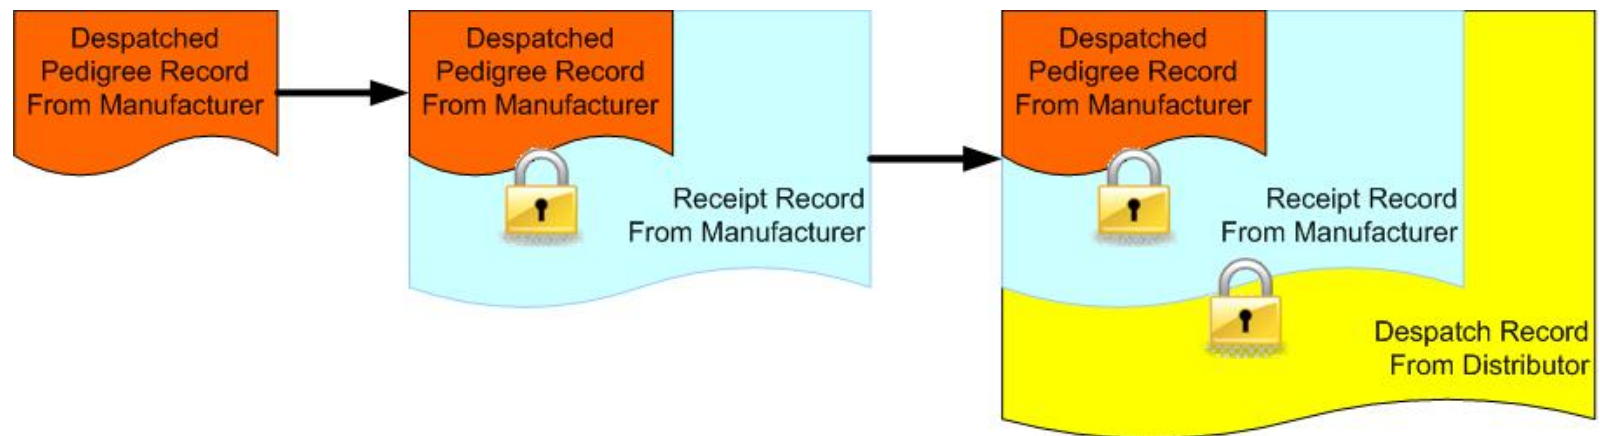 Despatched
Pedigree Record
From Manufacturer
Despatched
Pedigree Record
From Manufacturer
Receipt Record
From Manufacturer
Despatched
Pedigree Record
From Manufacturer
Receipt Record
From Manufacturer
Despatch Record
From Distributor